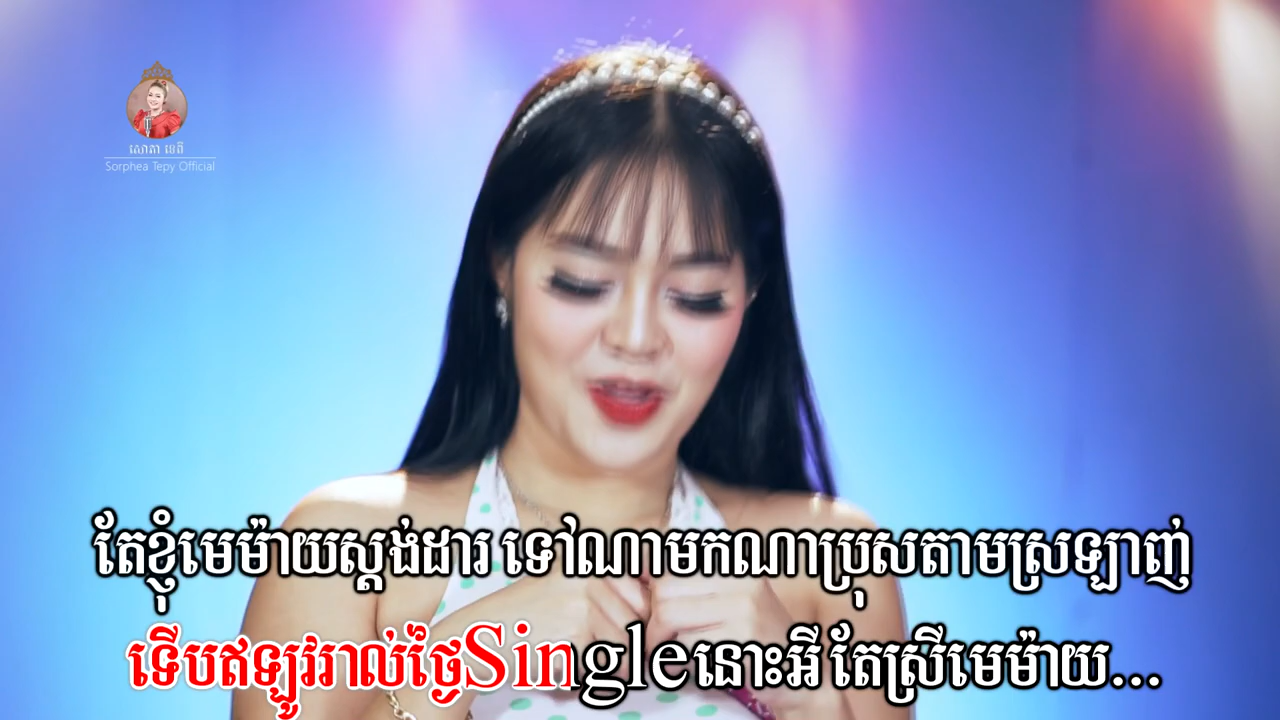 សោភា ទេពី
Sorphea Tepy Official
តែខ្ញុំមេម៉ាយស្តង់ដារ ទៅណាមកណាប្រុសតាមស្រឡាញ់
ទើបឥឡូវរាល់ថ្ងៃSingleនោះអី តែស្រីមេម៉ាយ...